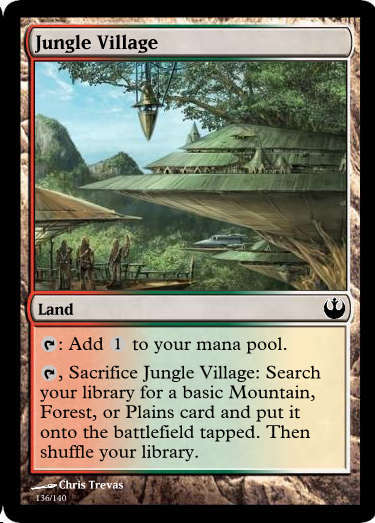 Jungle Village
Land
: Add 1 to your mana pool.
, Sacrifice Jungle Village: Search
your library for a basic Mountain,
Forest, or Plains card and put it
onto the battlefield tapped. Then
shuffle your library.
Chris Trevas
136/140